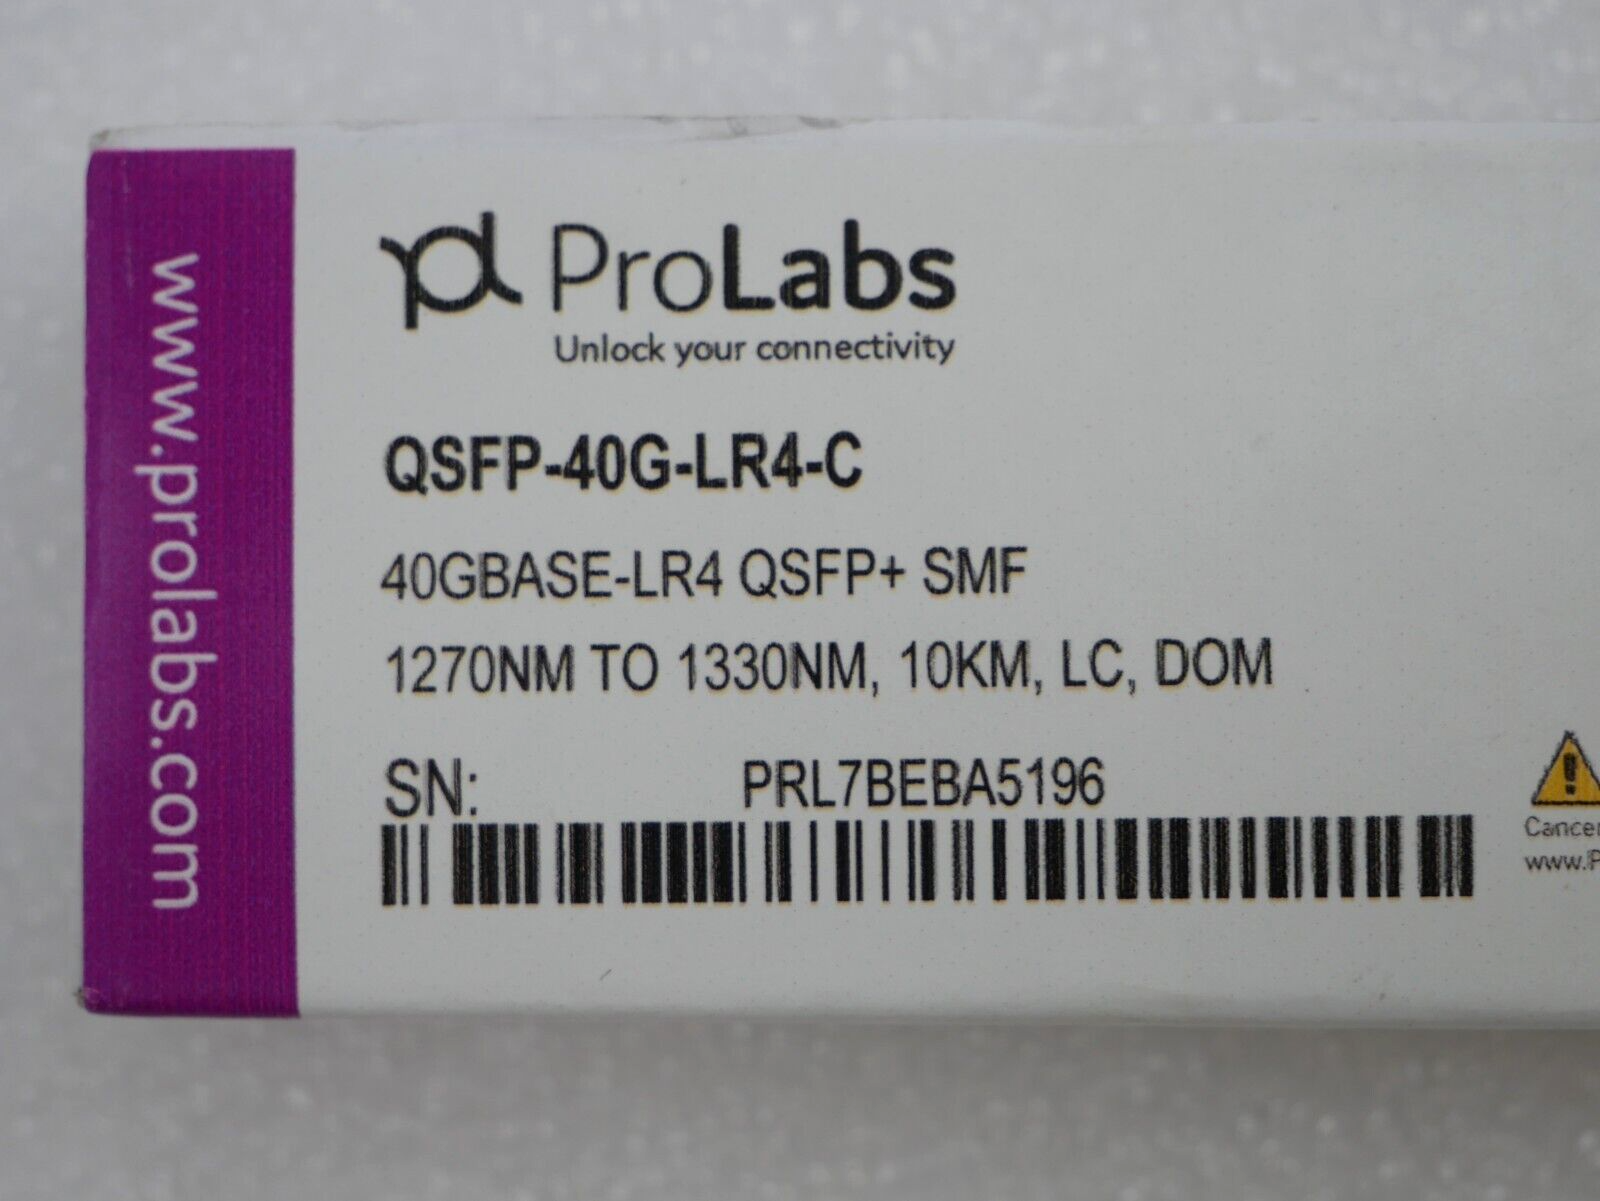 www.prolabs.com
ProLabs
Unlock your connectivity
QSFP-40G-LR4-C
40GBASE-LR4 QSFP+ SMF
1270NM TO 1330NM, 10KM, LC, DOM
SN: PRL7BEBA5196
www.P